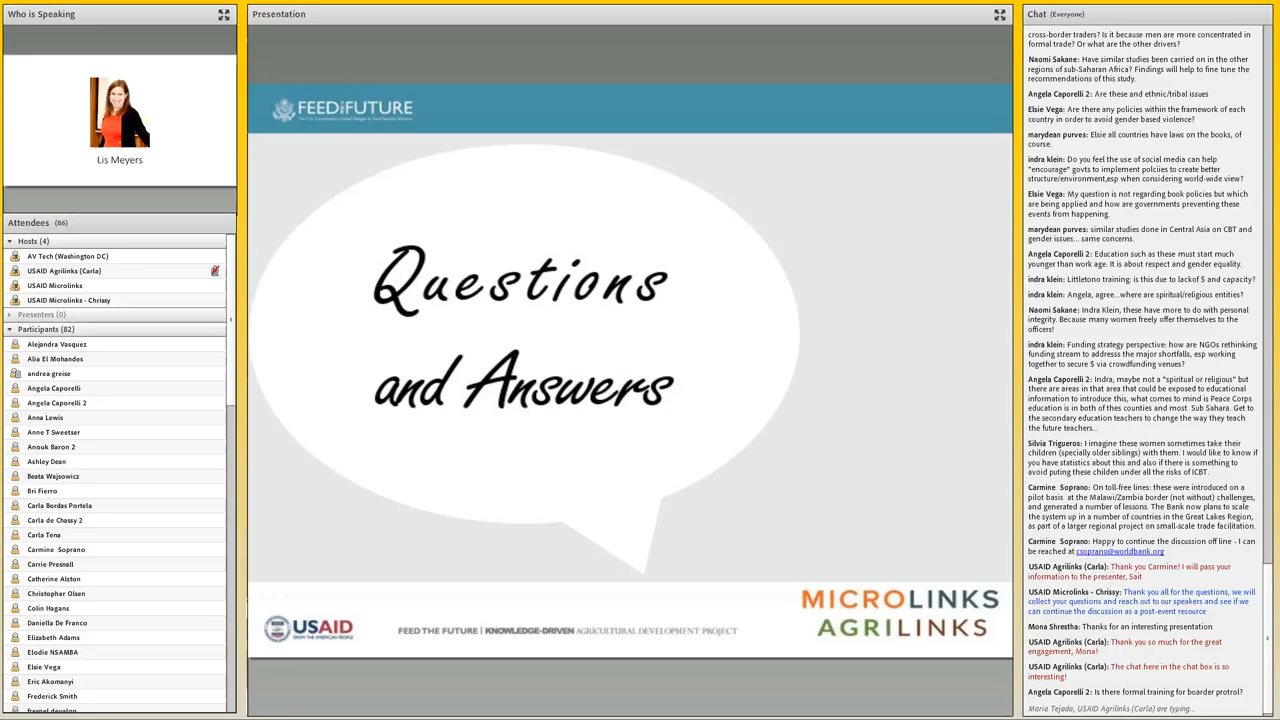 Who is Speaking
Lis Meyers
Attendees (86)
Hosts (4)
AV Tech (Washington DC)
USAID Agrilinks (Carla)
USAID Microlinks
USAID Microlinks - Chrissy
Presenters (0)
Participants (82)
Alejandra Vasquez
Alia El Mohandes
andrea greise
Angela Caporelli
Angela Caporelli 2
Anna Lewis
Anne T Sweetser
Anouk Baron 2
Ashley Dean
Beata Wajsowicz
Bri Fierro
Carla Bordas Portela
Carla de Chassy 2
Carla Tena
Carmine Soprano
Carrie Presnall
Catherine Alston
Christopher Olsen
Colin Hagans
Daniella De Franco
Elizabeth Adams
Elodie NSAMBA
Elsie Vega
Eric Akomanyi
Frederick Smith
Presentation
FEED THE FUTURE
Questions
and Answers
USAID
FROM THE AMERICAN PEOPLE
FEED THE FUTURE | KNOWLEDGE-DRIVEN AGRICULTURAL DEVELOPMENT PROJECT
MICROLINKS
AGRILINKS
Chat (Everyone)
cross-border traders? Is it because men are more concentrated in
formal trade? Or what are the other drivers?
Naomi Sakane: Have similar studies been carried on in the other
regions of sub-Saharan Africa? Findings will help to fine tune the
recommendations of this study.
Angela Caporelli 2: Are these and ethnic/tribal issues
Elsie Vega: Are there any policies within the framework of each
country in order to avoid gender based violence?
marydean purves: Elsie all countries have laws on the books, of
course.
indra klein: Do you feel the use of social media can help
"encourage" govts to implement polciies to create better
structure/environment,esp when considering world-wide view?
Elsie Vega: My question is not regarding book policies but which
are being applied and how are governments preventing these
events from happening.
marydean purves: similar studies done in Central Asia on CBT and
gender issues... same concerns.
Angela Caporelli 2: Education such as these must start much
younger than work age. It is about respect and gender equality.
indra klein: Littletono training: is this due to lackof $ and capacity?
indra klein: Angela, agree...where are spiritual/religious entities?
Naomi Sakane: Indra Klein, these have more to do with personal
integrity. Because many women freely offer themselves to the
officers!
indra klein: Funding strategy perspective: how are NGOs rethinking
funding stream to addresss the major shortfalls, esp working
together to secure $ via crowdfunding venues?
Angela Caporelli 2: Indra, maybe not a "spiritual or religious" but
there are areas in that area that could be exposed to educational
information to introduce this, what comes to mind is Peace Corps
education is in both of thes counties and most Sub Sahara. Get to
the secondary education teachers to change the way they teach
the future teachers...
Silvia Trigueros: I imagine these women sometimes take their
children (specially older siblings) with them. I would like to know if
you have statistics about this and also if there is something to
avoid puting these childen under all the risks of ICBT.
Carmine Soprano: On toll-free lines: these were introduced on a
pilot basis at the Malawi/Zambia border (not without) challenges,
and generated a number of lessons. The Bank now plans to scale
the system up in a number of countries in the Great Lakes Region,
as part of a larger regional project on small-scale trade facilitation.
Carmine Soprano: Happy to continue the discussion off line - I can
be reached at csoprano@worldbank.org
USAID Agrilinks (Carla): Thank you Carmine! I will pass your
information to the presenter, Sait
USAID Microlinks - Chrissy: Thank you all for the questions, we will
collect your questions and reach out to our speakers and see if we
can continue the discussion as a post-event resource
Mona Shrestha: Thanks for an interesting presentation
USAID Agrilinks (Carla): Thank you so much for the great
engagement, Mona!
USAID Agrilinks (Carla): The chat here in the chat box is so
interesting!
Angela Caporelli 2: Is there formal training for boarder protrol?
Maria Tejada, USAID Agrilinks (Carla) are typing...